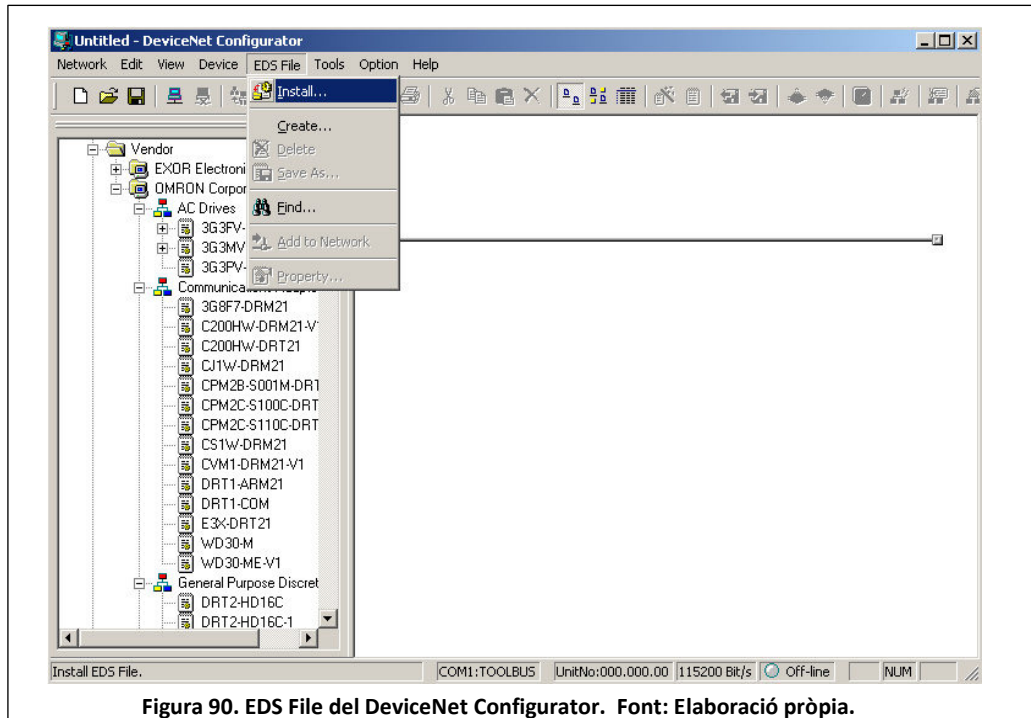 Untitled - DeviceNet Configurator
Network Edit View Device EDS File Tools Option Help
Install...
Create...
Delete
Save As...
Find...
Add to Network
Property...
Vendor
EXOR Electroni
OMRON Corpor
AC Drives
3G3FV-
3G3MV
3G3PV-
Communication
3G8F7-DRM21
C200HW-DRM21-V
C200HW-DRT21
CJ1W-DRM21
CPM2B-S001M-DRT
CPM2C-S100C-DRT
CPM2C-S110C-DRT
CS1W-DRM21
CVM1-DRM21-V1
DRT1-ARM21
DRT1-COM
E3X-DRT21
WD30-M
WD30-ME-V1
General Purpose Discret
DRT2-HD16C
DRT2-HD16C-1
Install EDS File. COM1:TOOLBUS UnitNo:000.000.00 115200 Bit/s Off-line NUM
Figura 90. EDS File del DeviceNet Configurator. Font: Elaboració pròpia.